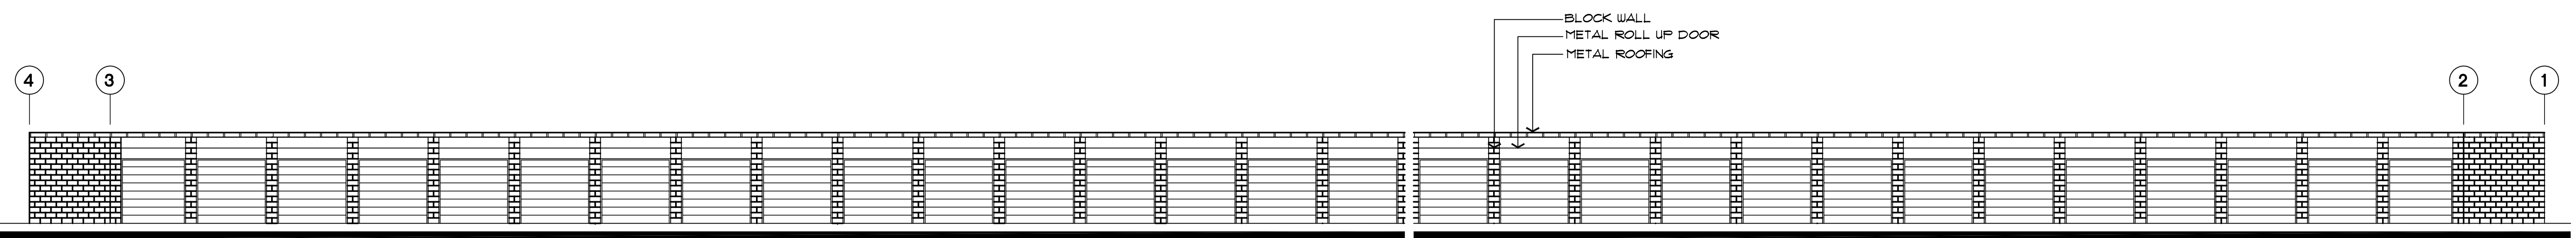 BLOCK WALL
METAL ROLL UP DOOR
METAL ROOFING
4 3 2 1